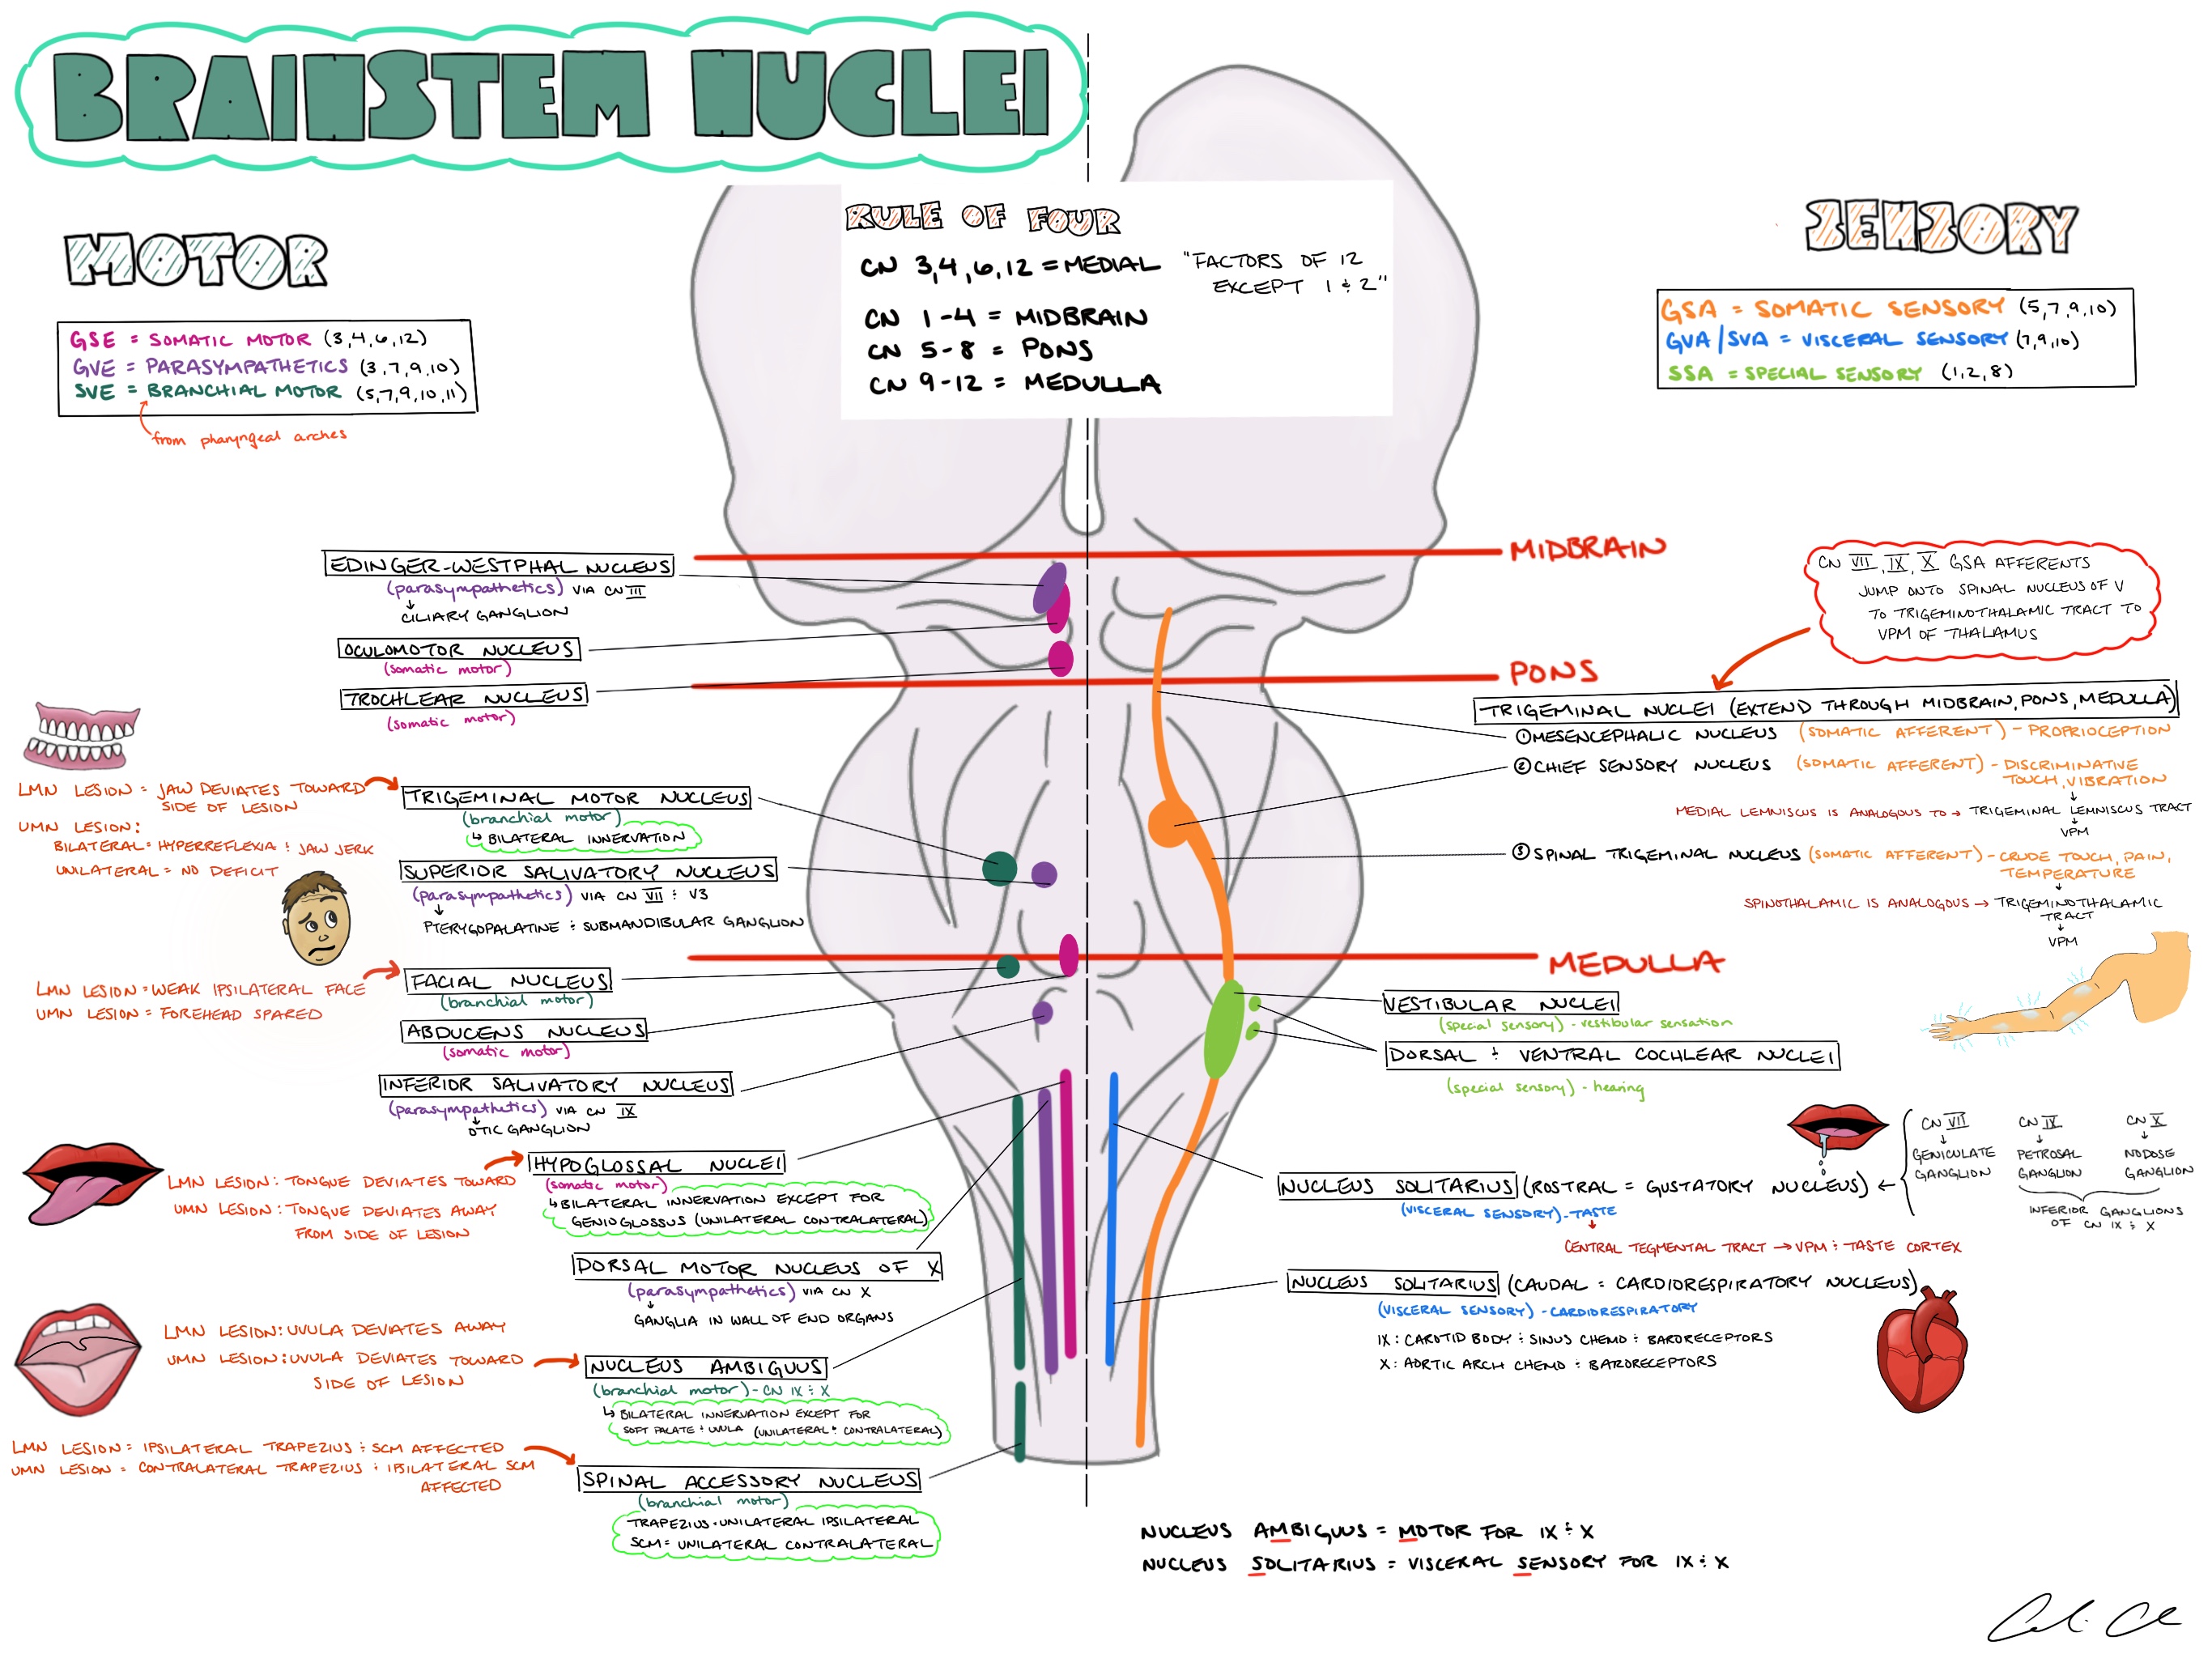 BRAINSTEM NUCLEI
MOTOR
GSE = SOMATIC MOTOR (3,4,6,12)
GVE = PARASYMPATHETICS (3,7,9,10)
SVE = BRANCHIAL MOTOR (5,7,9,10,11)
from pharyngeal arches
RULE OF FOUR
CN 3,4,6,12 = MEDIAL "FACTORS OF 12
EXCEPT 1 & 2"
CN 1-4 = MIDBRAIN
CN 5-8 = PONS
CN 9-12 = MEDULLA
SENSORY
GSA = SOMATIC SENSORY (5,7,9,10)
GVA/SVA = VISCERAL SENSORY (7,9,10)
SSA = SPECIAL SENSORY (1,2,8)
MIDBRAIN
PONS
MEDULLA
EDINGER-WESTPHAL NUCLEUS
(parasympathetics) VIA CN III
↓
CILIARY GANGLION
OCULOMOTOR NUCLEUS
(somatic motor)
TROCHLEAR NUCLEUS
(somatic motor)
LMN LESION = JAW DEVIATES TOWARD
SIDE OF LESION
UMN LESION:
BILATERAL = HYPERREFLEXIA & JAW JERK
UNILATERAL = NO DEFICIT
TRIGEMINAL MOTOR NUCLEUS
(branchial motor)
↳ BILATERAL INNERVATION
SUPERIOR SALIVATORY NUCLEUS
(parasympathetics) VIA CN VII & V3
↓
PTERYGOPALATINE & SUBMANDIBULAR GANGLION
LMN LESION = WEAK IPSILATERAL FACE
UMN LESION = FOREHEAD SPARED
FACIAL NUCLEUS
(branchial motor)
ABDUCENS NUCLEUS
(somatic motor)
INFERIOR SALIVATORY NUCLEUS
(parasympathetics) VIA CN IX
↓
OTIC GANGLION
LMN LESION: TONGUE DEVIATES TOWARD
UMN LESION: TONGUE DEVIATES AWAY
FROM SIDE OF LESION
HYPOGLOSSAL NUCLEI
(somatic motor)
↳ BILATERAL INNERVATION EXCEPT FOR
GENIOGLOSSUS (UNILATERAL CONTRALATERAL)
DORSAL MOTOR NUCLEUS OF X
(parasympathetics) VIA CN X
↓
GANGLIA IN WALL OF END ORGANS
LMN LESION: UVULA DEVIATES AWAY
UMN LESION: UVULA DEVIATES TOWARD
SIDE OF LESION
NUCLEUS AMBIGUUS
(branchial motor) - CN IX & X
↳ BILATERAL INNERVATION EXCEPT FOR
SOFT PALATE & UVULA (UNILATERAL & CONTRALATERAL)
LMN LESION = IPSILATERAL TRAPEZIUS & SCM AFFECTED
UMN LESION = CONTRALATERAL TRAPEZIUS & IPSILATERAL SCM
AFFECTED
SPINAL ACCESSORY NUCLEUS
(branchial motor)
TRAPEZIUS = UNILATERAL IPSILATERAL
SCM = UNILATERAL CONTRALATERAL
CN VII, IX, X GSA AFFERENTS
JUMP ONTO SPINAL NUCLEUS OF V
TO TRIGEMINOTHALAMIC TRACT TO
VPM OF THALAMUS
TRIGEMINAL NUCLEI (EXTEND THROUGH MIDBRAIN, PONS, MEDULLA)
① MESENCEPHALIC NUCLEUS (SOMATIC AFFERENT) - PROPRIOCEPTION
② CHIEF SENSORY NUCLEUS (SOMATIC AFFERENT) - DISCRIMINATIVE
TOUCH, VIBRATION
↓
MEDIAL LEMNISCUS IS ANALOGOUS TO → TRIGEMINAL LEMNISCUS TRACT
↓
VPM
③ SPINAL TRIGEMINAL NUCLEUS (SOMATIC AFFERENT) - CRUDE TOUCH, PAIN,
TEMPERATURE
↓
SPINOTHALAMIC IS ANALOGOUS → TRIGEMINOTHALAMIC
TRACT
↓
VPM
VESTIBULAR NUCLEI
(special sensory) - vestibular sensation
DORSAL & VENTRAL COCHLEAR NUCLEI
(special sensory) - hearing
CN VII CN IX CN X
↓ ↓ ↓
GENICULATE PETROSAL NODOSE
GANGLION GANGLION GANGLION
INFERIOR GANGLIONS
OF CN IX & X
NUCLEUS SOLITARIUS (ROSTRAL = GUSTATORY NUCLEUS) ←
(VISCERAL SENSORY) - TASTE
↓
CENTRAL TEGMENTAL TRACT → VPM & TASTE CORTEX
NUCLEUS SOLITARIUS (CAUDAL = CARDIORESPIRATORY NUCLEUS)
(VISCERAL SENSORY) - CARDIORESPIRATORY
IX: CAROTID BODY & SINUS CHEMO & BARORECEPTORS
X: AORTIC ARCH CHEMO & BARORECEPTORS
NUCLEUS AMBIGUUS = MOTOR FOR IX & X
NUCLEUS SOLITARIUS = VISCERAL SENSORY FOR IX & X